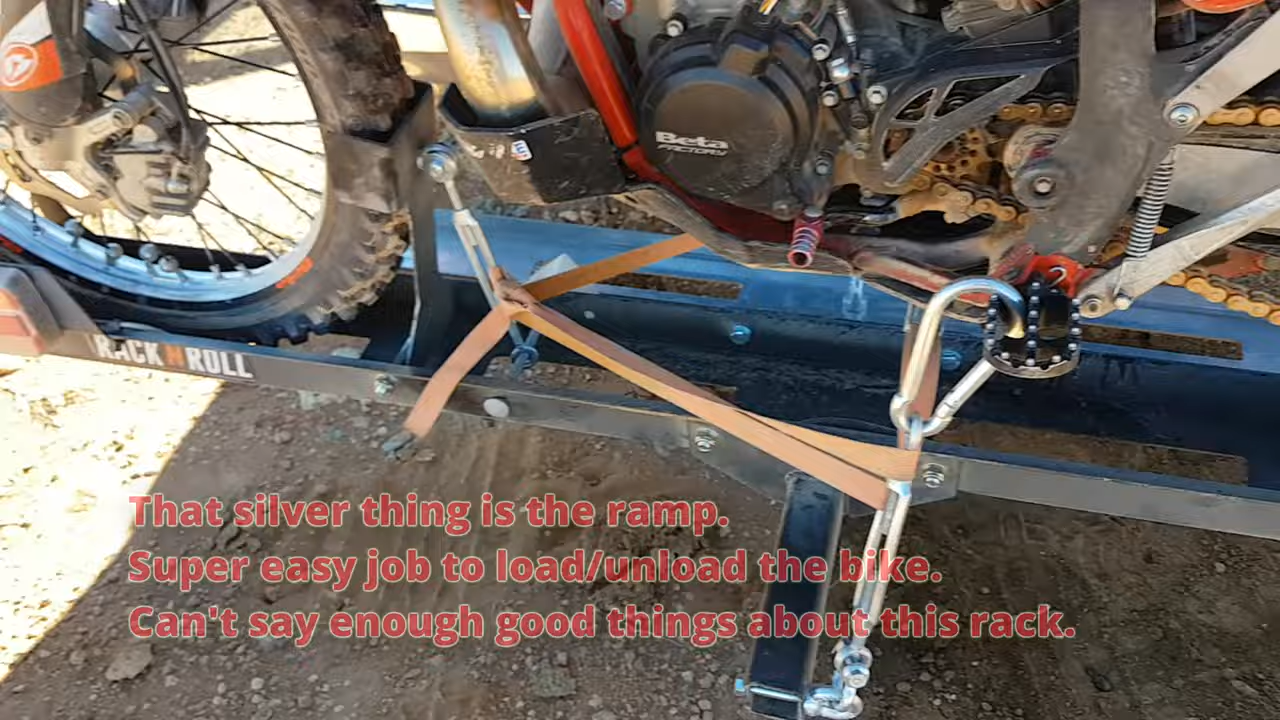 Beta
FACTORY
RACK N ROLL
That silver thing is the ramp.
Super easy job to load/unload the bike.
Can't say enough good things about this rack.